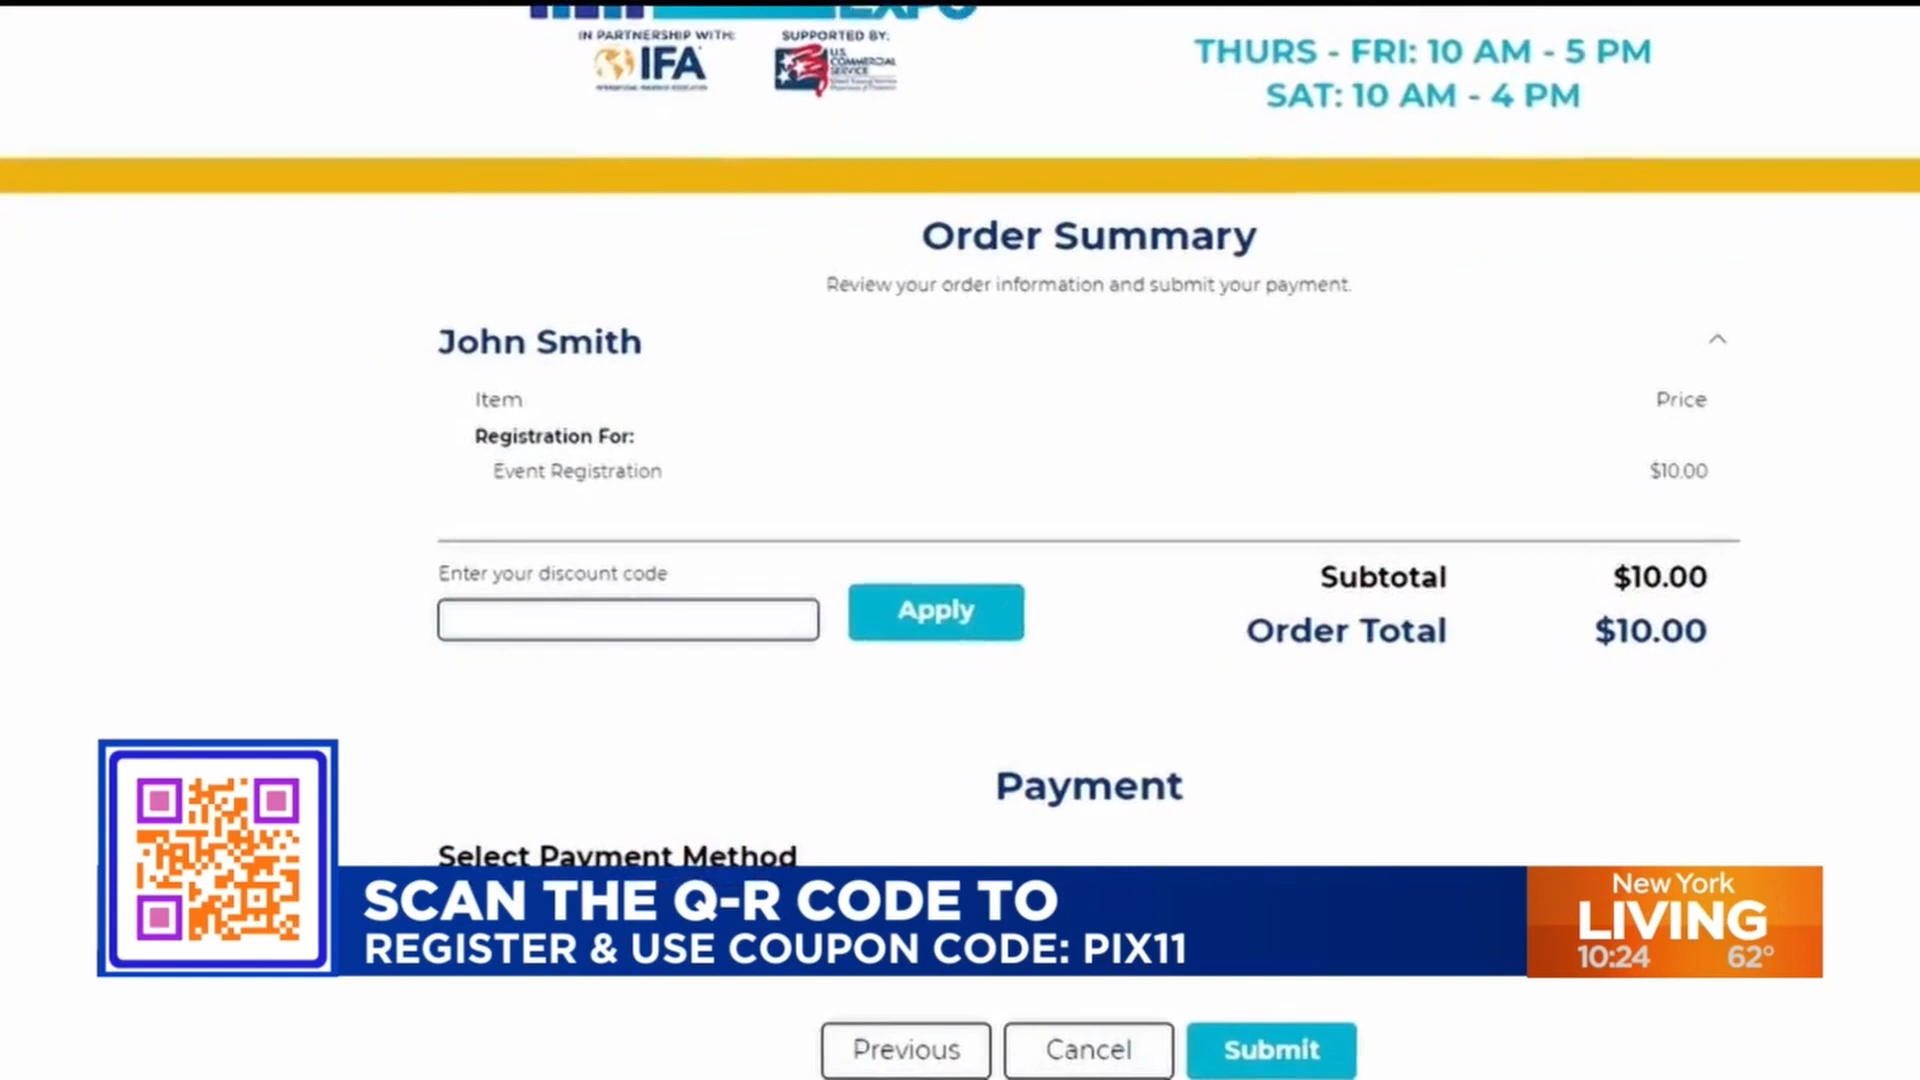 EXPO
IN PARTNERSHIP WITH:
SUPPORTED BY:
IFA
U.S.
COMMERCIAL
SERVICE
THURS - FRI: 10 AM - 5 PM
SAT: 10 AM - 4 PM
Order Summary
Review your order information and submit your payment.
John Smith
Item
Price
Registration For:
Event Registration
$10.00
Enter your discount code
Apply
Subtotal
$10.00
Order Total
$10.00
Payment
Select Payment Method
SCAN THE Q-R CODE TO
REGISTER & USE COUPON CODE: PIX11
New York
LIVING
10:24 62°
Previous
Cancel
Submit